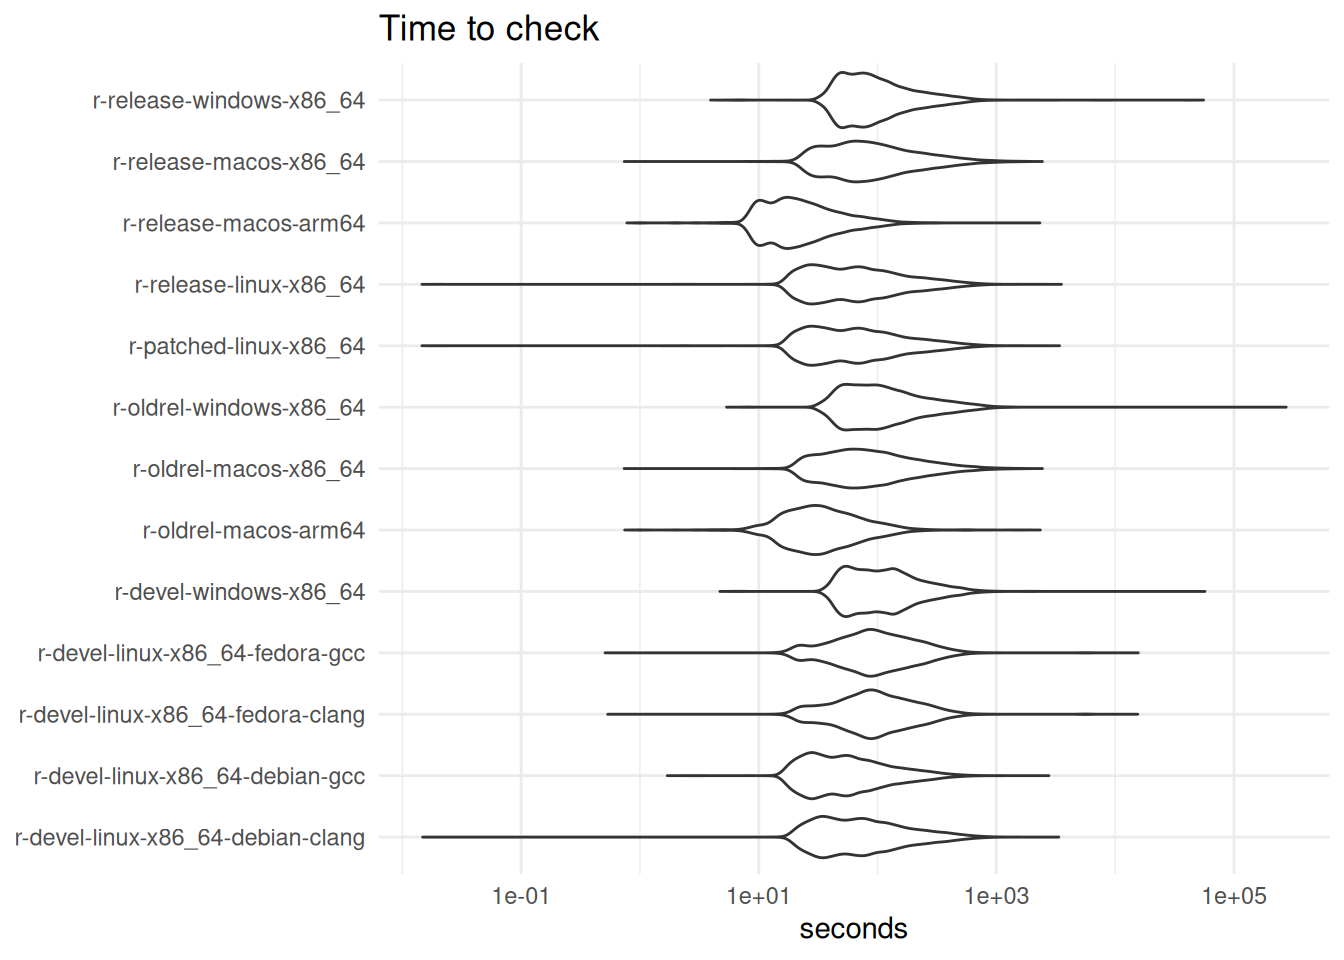 Time to check
r-release-windows-x86_64
r-release-macos-x86_64
r-release-macos-arm64
r-release-linux-x86_64
r-patched-linux-x86_64
r-oldrel-windows-x86_64
r-oldrel-macos-x86_64
r-oldrel-macos-arm64
r-devel-windows-x86_64
r-devel-linux-x86_64-fedora-gcc
r-devel-linux-x86_64-fedora-clang
r-devel-linux-x86_64-debian-gcc
r-devel-linux-x86_64-debian-clang
1e-01 1e+01 1e+03 1e+05
seconds